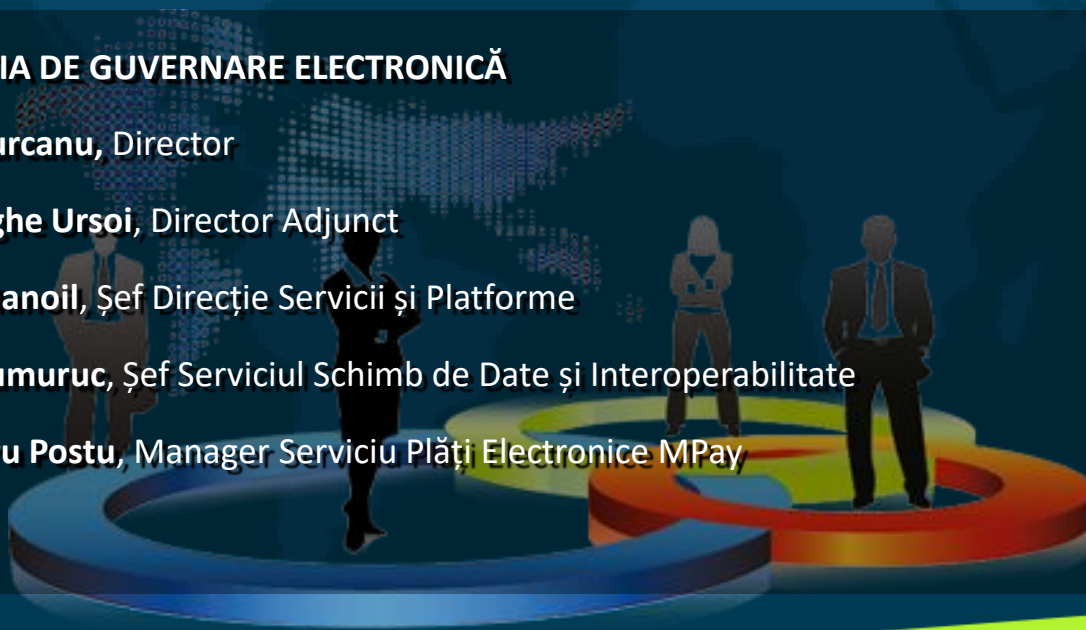 IA DE GUVERNARE ELECTRONICĂ
urcanu, Director
ghe Ursoi, Director Adjunct
anoil, Șef Direcție Servicii și Platforme
umuruc, Șef Serviciul Schimb de Date și Interoperabilitate
u Postu, Manager Serviciu Plăți Electronice MPay